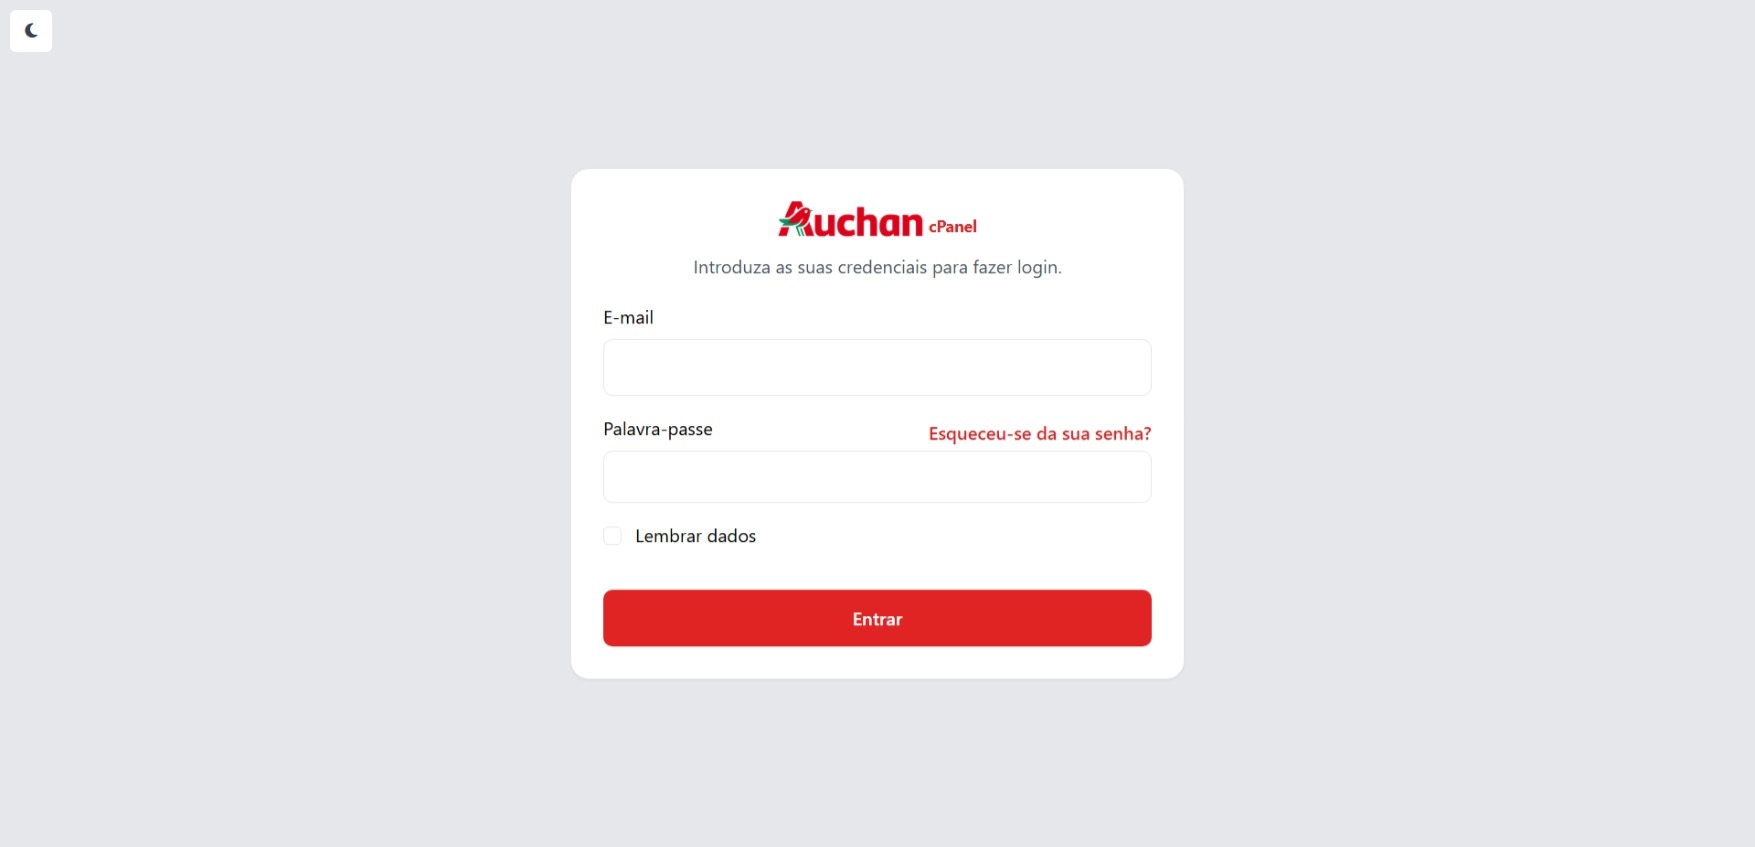 Auchan cPanel
Introduza as suas credenciais para fazer login.
E-mail
Palavra-passe
Esqueceu-se da sua senha?
Lembrar dados
Entrar